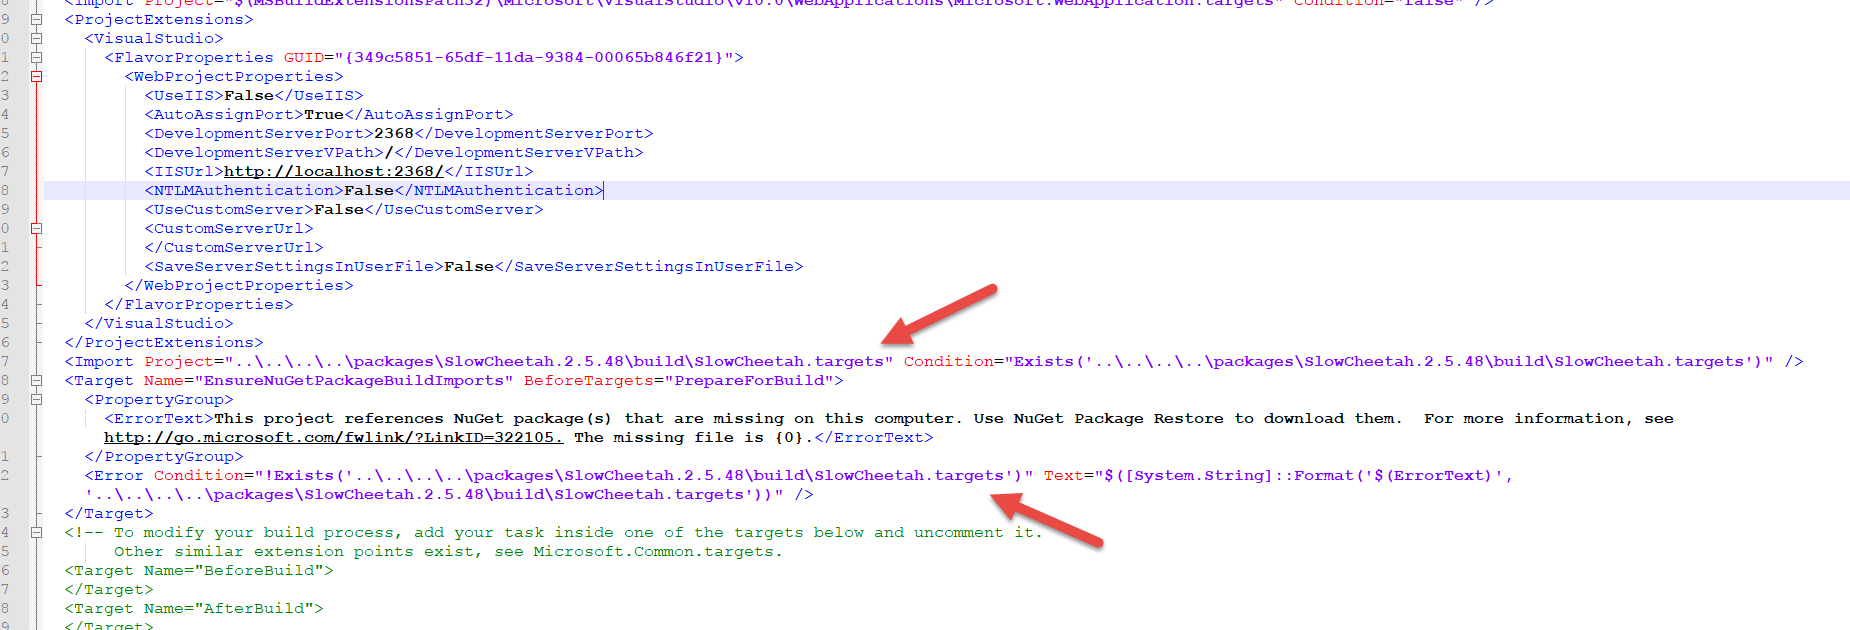 <Import Project="$(MSBuildExtensionsPath32)\Microsoft\VisualStudio\v10.0\WebApplications\Microsoft.WebApplication.targets" Condition="false" />
9 <ProjectExtensions>
0 <VisualStudio>
1 <FlavorProperties GUID="{349c5851-65df-11da-9384-00065b846f21}">
2 <WebProjectProperties>
3 <UseIIS>False</UseIIS>
4 <AutoAssignPort>True</AutoAssignPort>
5 <DevelopmentServerPort>2368</DevelopmentServerPort>
6 <DevelopmentServerVPath>/</DevelopmentServerVPath>
7 <IISUrl>http://localhost:2368/</IISUrl>
8 <NTLMAuthentication>False</NTLMAuthentication>
9 <UseCustomServer>False</UseCustomServer>
0 <CustomServerUrl>
1 </CustomServerUrl>
2 <SaveServerSettingsInUserFile>False</SaveServerSettingsInUserFile>
3 </WebProjectProperties>
4 </FlavorProperties>
5 </VisualStudio>
6 </ProjectExtensions>
7 <Import Project="..\..\..\..\packages\SlowCheetah.2.5.48\build\SlowCheetah.targets" Condition="Exists('..\..\..\..\packages\SlowCheetah.2.5.48\build\SlowCheetah.targets')" />
8 <Target Name="EnsureNuGetPackageBuildImports" BeforeTargets="PrepareForBuild">
9 <PropertyGroup>
0 <ErrorText>This project references NuGet package(s) that are missing on this computer. Use NuGet Package Restore to download them.  For more information, see
http://go.microsoft.com/fwlink/?LinkID=322105. The missing file is {0}.</ErrorText>
1 </PropertyGroup>
2 <Error Condition="!Exists('..\..\..\..\packages\SlowCheetah.2.5.48\build\SlowCheetah.targets')" Text="$([System.String]::Format('$(ErrorText)',
'..\..\..\..\packages\SlowCheetah.2.5.48\build\SlowCheetah.targets'))" />
3 </Target>
4 <!-- To modify your build process, add your task inside one of the targets below and uncomment it.
5 Other similar extension points exist, see Microsoft.Common.targets.
6 <Target Name="BeforeBuild">
7 </Target>
8 <Target Name="AfterBuild">
9 </Target>